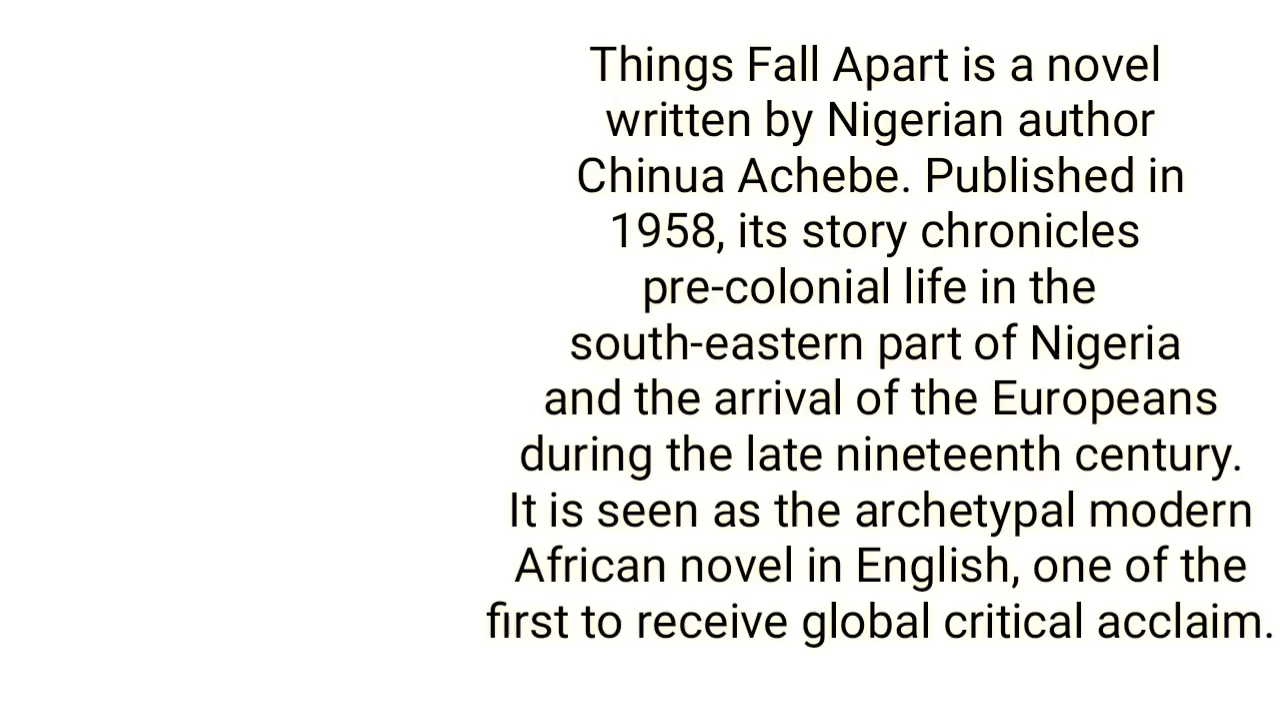 Things Fall Apart is a novel
written by Nigerian author
Chinua Achebe. Published in
1958, its story chronicles
pre-colonial life in the
south-eastern part of Nigeria
and the arrival of the Europeans
during the late nineteenth century.
It is seen as the archetypal modern
African novel in English, one of the
first to receive global critical acclaim.